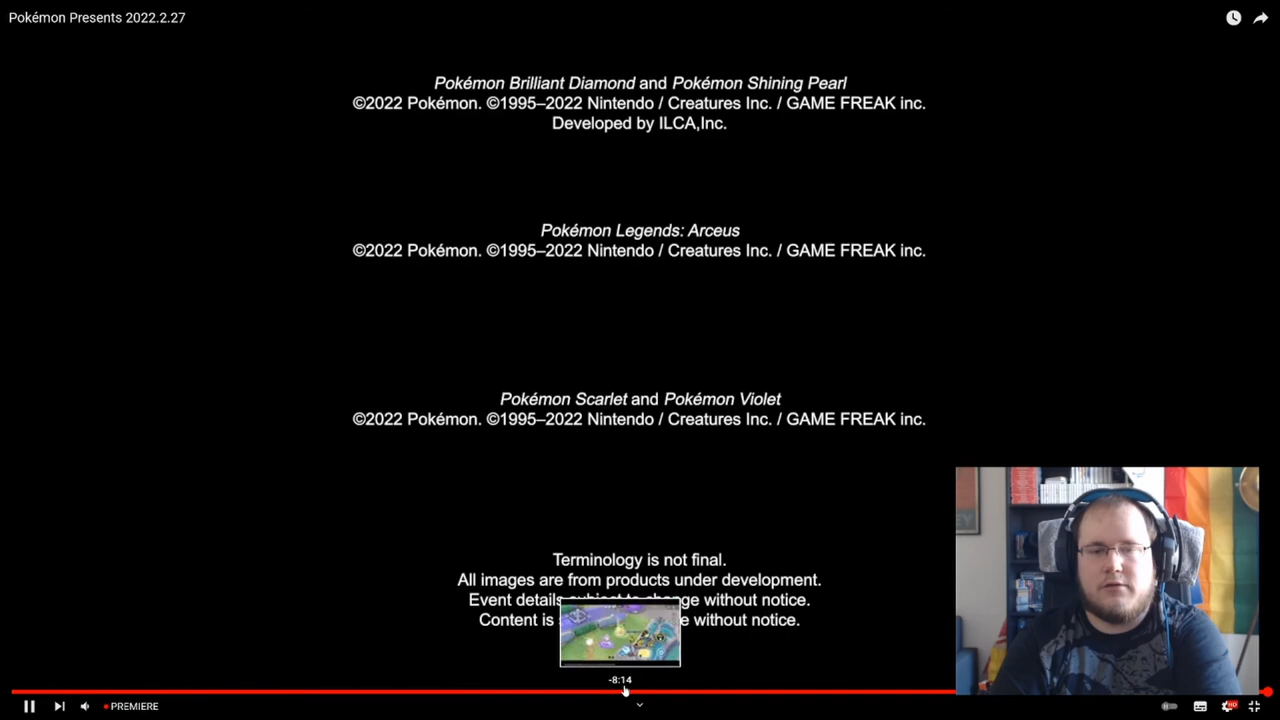 Pokémon Presents 2022.2.27
Pokémon Brilliant Diamond and Pokémon Shining Pearl
©2022 Pokémon. ©1995–2022 Nintendo / Creatures Inc. / GAME FREAK inc.
Developed by ILCA,Inc.
Pokémon Legends: Arceus
©2022 Pokémon. ©1995–2022 Nintendo / Creatures Inc. / GAME FREAK inc.
Pokémon Scarlet and Pokémon Violet
©2022 Pokémon. ©1995–2022 Nintendo / Creatures Inc. / GAME FREAK inc.
Terminology is not final.
All images are from products under development.
Event details subject to change without notice.
Content is without notice.
-8:14
PREMIERE
HD